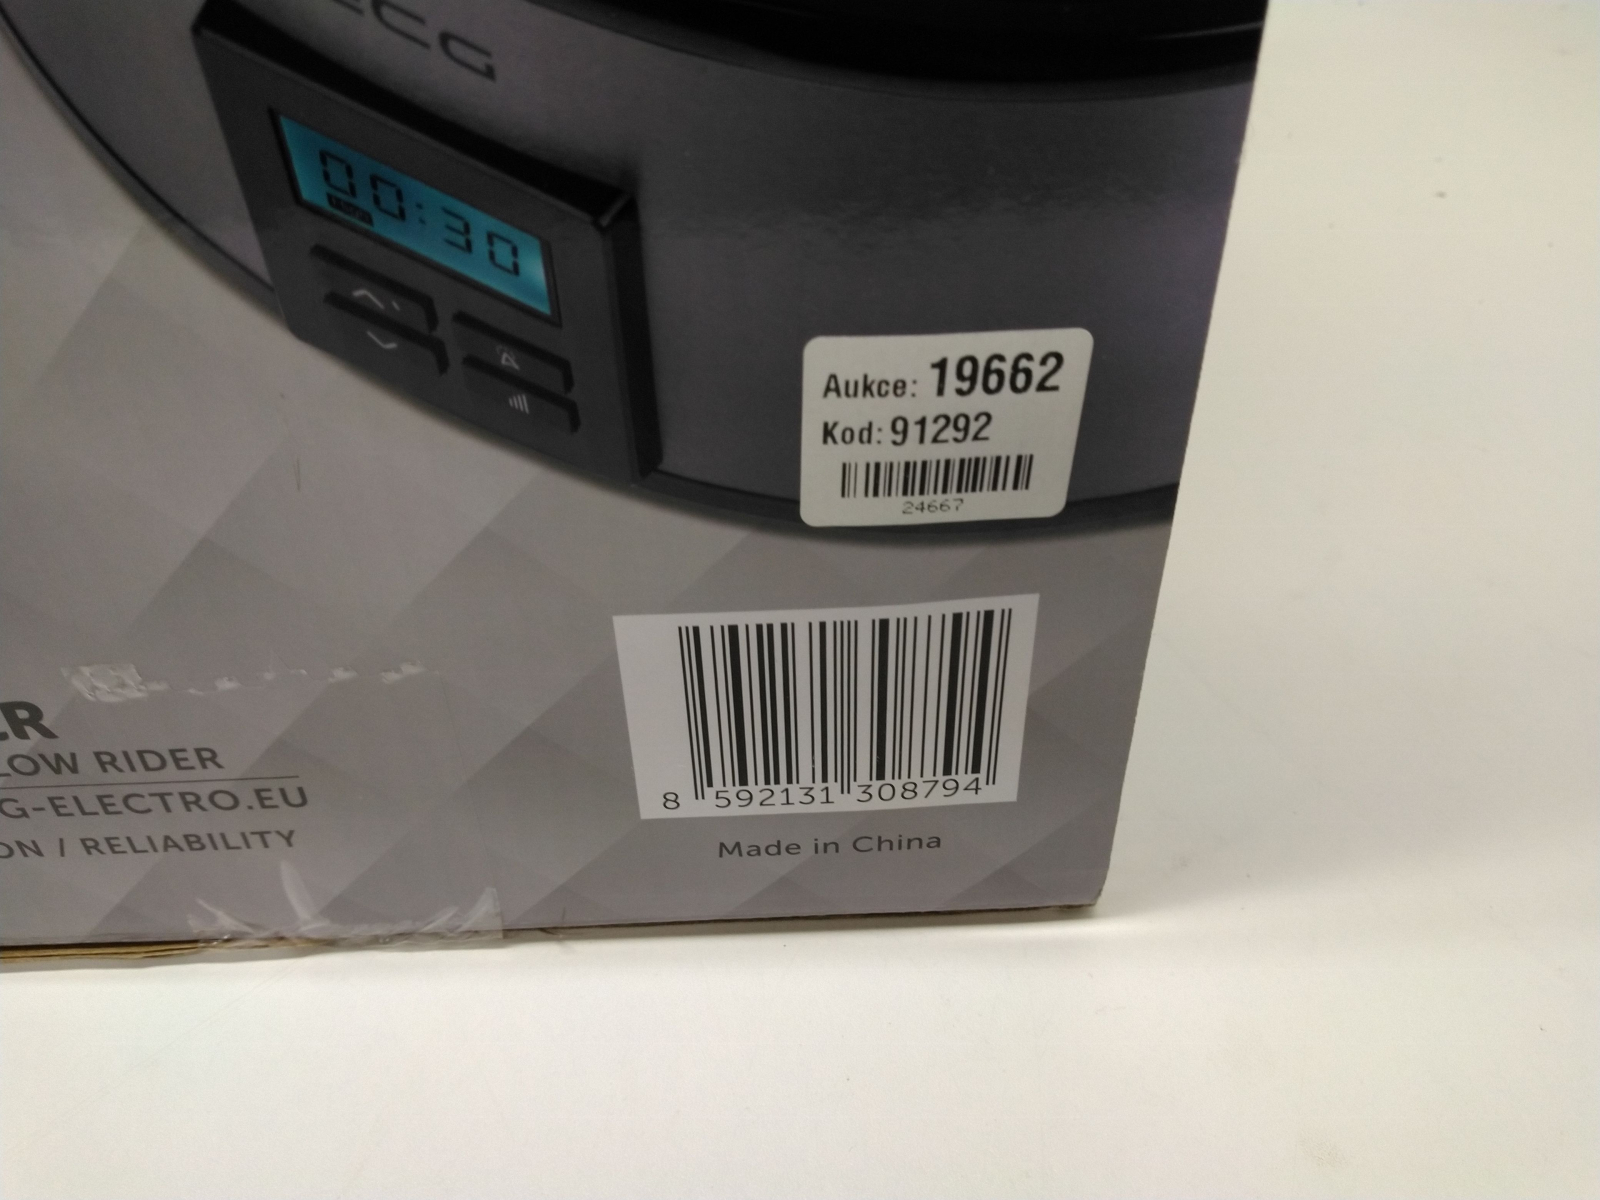 ECG
00:30
Aukce: 19662
Kod: 91292
24667
LOW RIDER
G-ELECTRO.EU
ON / RELIABILITY
8 592131 308794
Made in China